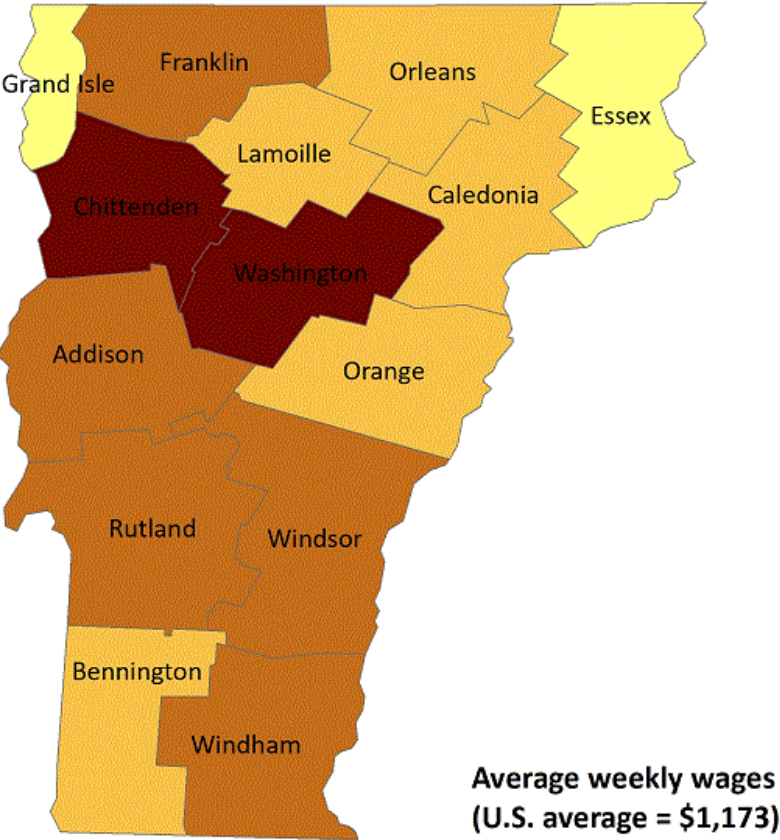 Franklin
Orleans
Grand Isle
Essex
Lamoille
Caledonia
Chittenden
Washington
Addison
Orange
Rutland
Windsor
Bennington
Windham
Average weekly wages
(U.S. average = $1,173)